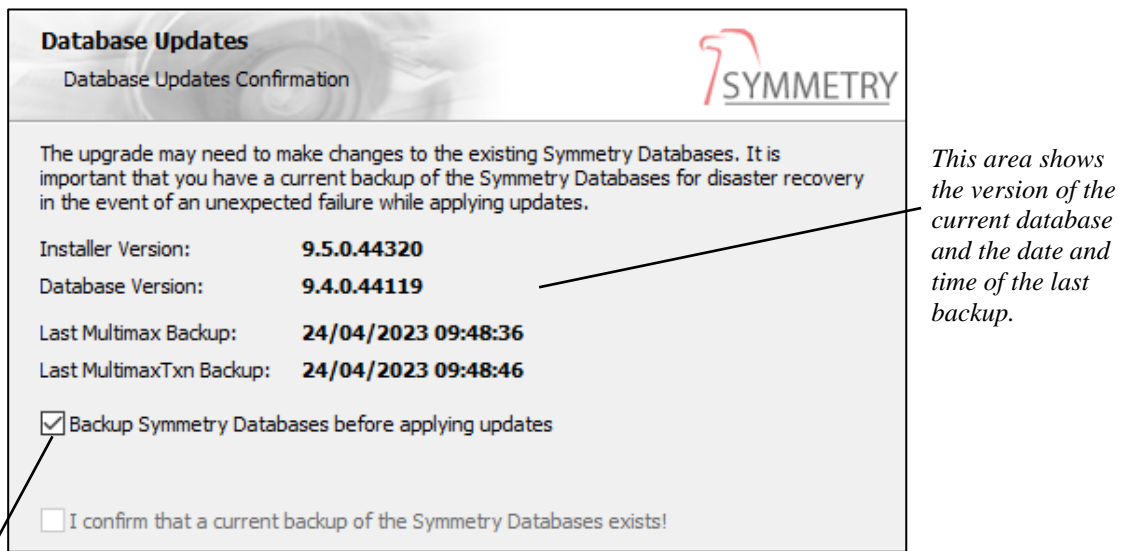 Database Updates
Database Updates Confirmation
SYMMETRY
The upgrade may need to make changes to the existing Symmetry Databases. It is
important that you have a current backup of the Symmetry Databases for disaster recovery
in the event of an unexpected failure while applying updates.
Installer Version: 9.5.0.44320
Database Version: 9.4.0.44119
Last Multimax Backup: 24/04/2023 09:48:36
Last MultimaxTxn Backup: 24/04/2023 09:48:46
Backup Symmetry Databases before applying updates
I confirm that a current backup of the Symmetry Databases exists!
This area shows
the version of the
current database
and the date and
time of the last
backup.